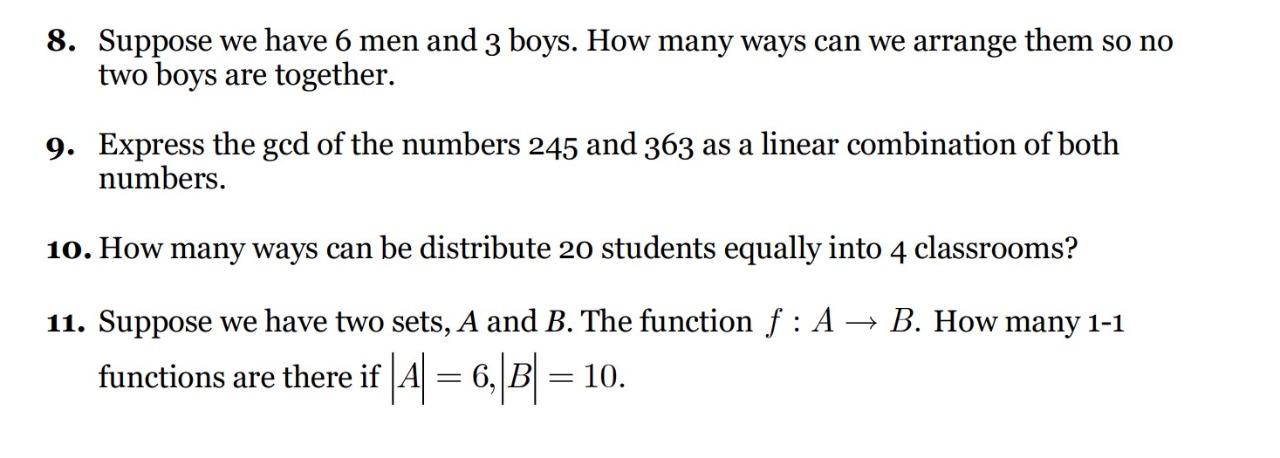 8. Suppose we have 6 men and 3 boys. How many ways can we arrange them so no
two boys are together.
9. Express the gcd of the numbers 245 and 363 as a linear combination of both
numbers.
10. How many ways can be distribute 20 students equally into 4 classrooms?
11. Suppose we have two sets, A and B. The function f : A → B. How many 1-1
functions are there if |A| = 6, |B| = 10.